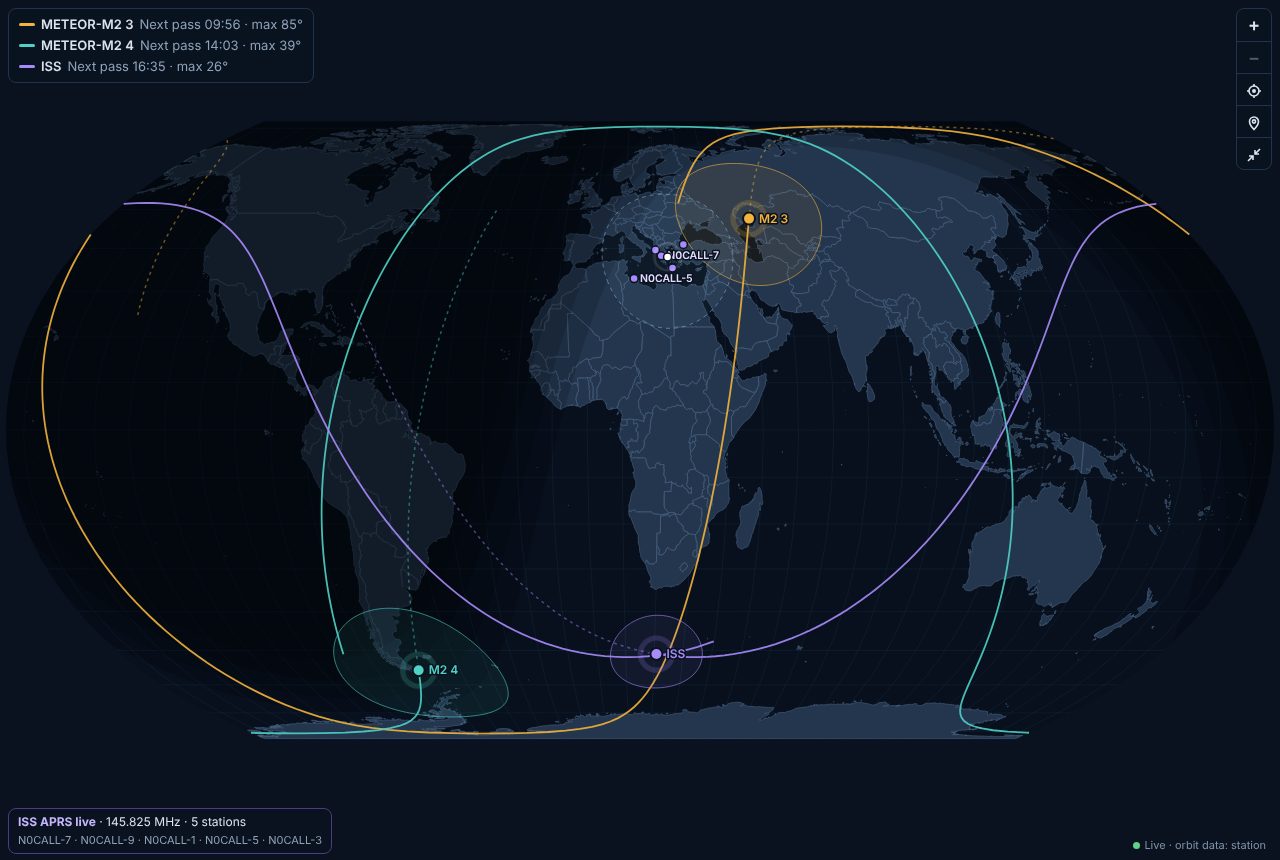 METEOR-M2 3 Next pass 09:56 · max 85°
METEOR-M2 4 Next pass 14:03 · max 39°
ISS Next pass 16:35 · max 26°
+
−
M2 3
N0CALL-7
N0CALL-5
ISS
M2 4
ISS APRS live · 145.825 MHz · 5 stations
N0CALL-7 · N0CALL-9 · N0CALL-1 · N0CALL-5 · N0CALL-3
Live · orbit data: station